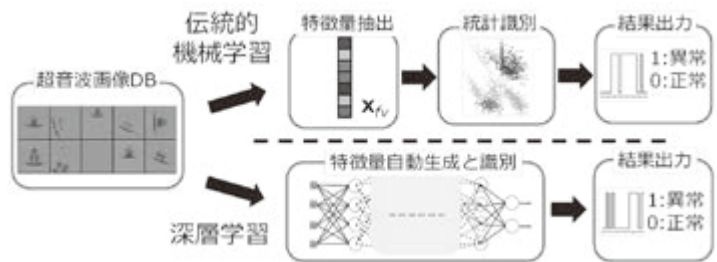 伝統的
機械学習
特徴量抽出
統計識別
結果出力
超音波画像DB
x_fv
1:異常
0:正常
特徴量自動生成と識別
結果出力
深層学習
1:異常
0:正常